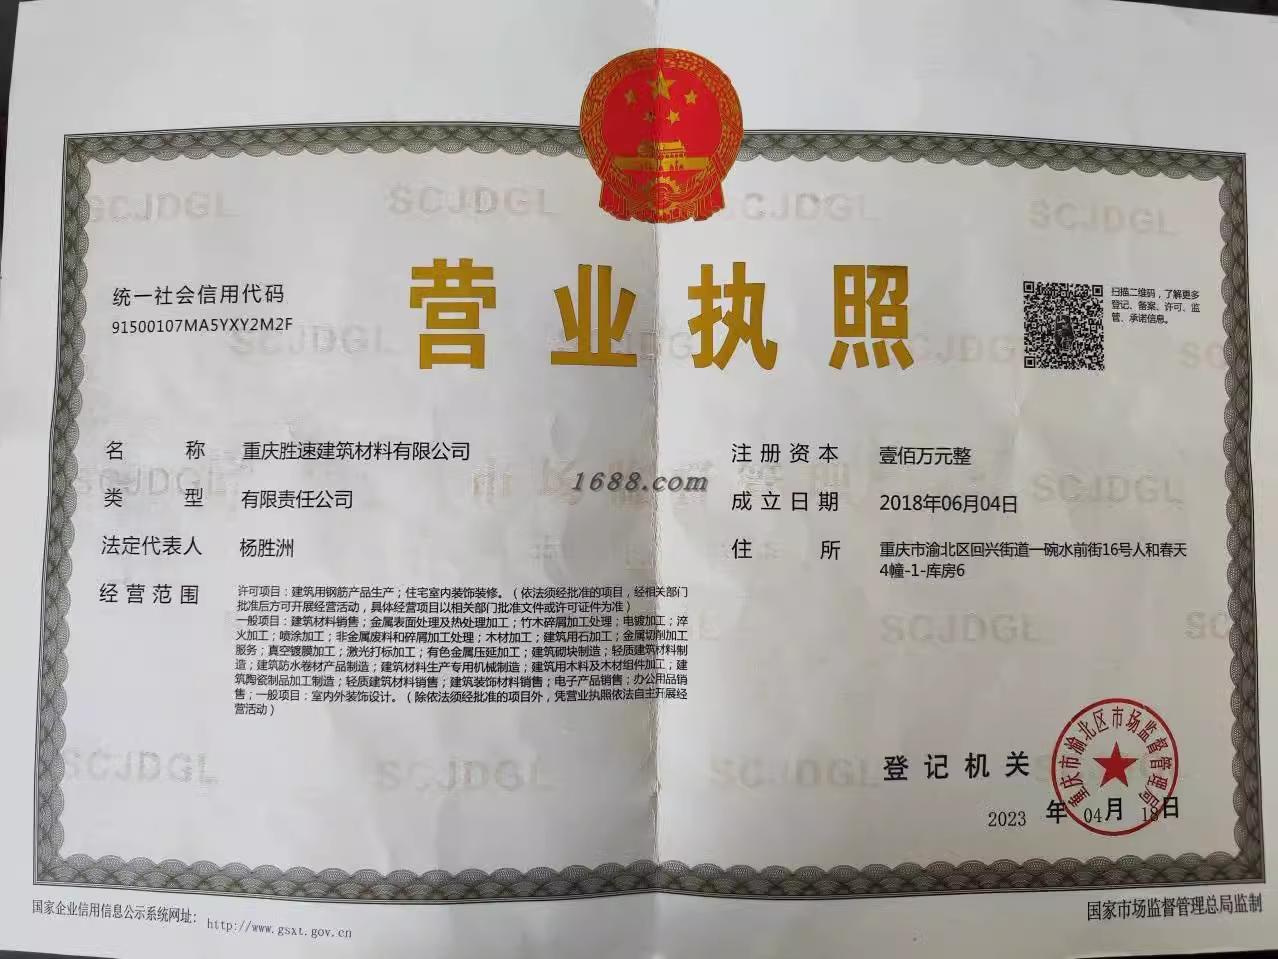 SCJDGL SCJDGL SCJDGL SCJDGL
统一社会信用代码
91500107MA5YXY2M2F
营业执照
扫描二维码，了解更多
登记、备案、许可、监
管、承诺信息。
SCJDGL SCJDGL
名称 重庆胜速建筑材料有限公司
类型 有限责任公司
法定代表人 杨胜洲
经营范围 许可项目：建筑用钢筋产品生产；住宅室内装饰装修。（依法须经批准的项目，经相关部门
批准后方可开展经营活动，具体经营项目以相关部门批准文件或许可证件为准）
一般项目：建筑材料销售；金属表面处理及热处理加工；竹木碎屑加工处理；电镀加工；淬
火加工；喷涂加工；非金属废料和碎屑加工处理；木材加工；建筑用石加工；金属切削加工
服务；真空镀膜加工；激光打标加工；有色金属压延加工；建筑砌块制造；轻质建筑材料制
造；建筑防水卷材产品制造；建筑材料生产专用机械制造；建筑用木料及木材组件加工；建
筑陶瓷制品加工制造；轻质建筑材料销售；建筑装饰材料销售；电子产品销售；办公用品销
售；一般项目：室内外装饰设计。（除依法须经批准的项目外，凭营业执照依法自主开展经
营活动）
注册资本 壹佰万元整
成立日期 2018年06月04日
住所 重庆市渝北区回兴街道一碗水前街16号人和春天
4幢-1-库房6
1688.com
SCJDGL SCJDGL
SCJDGL
SCJDGL SCJDGL SCJDGL
登记机关
重庆市渝北区市场监督管理局
2023年04月18日
国家企业信用信息公示系统网址：http://www.gsxt.gov.cn
国家市场监督管理总局监制